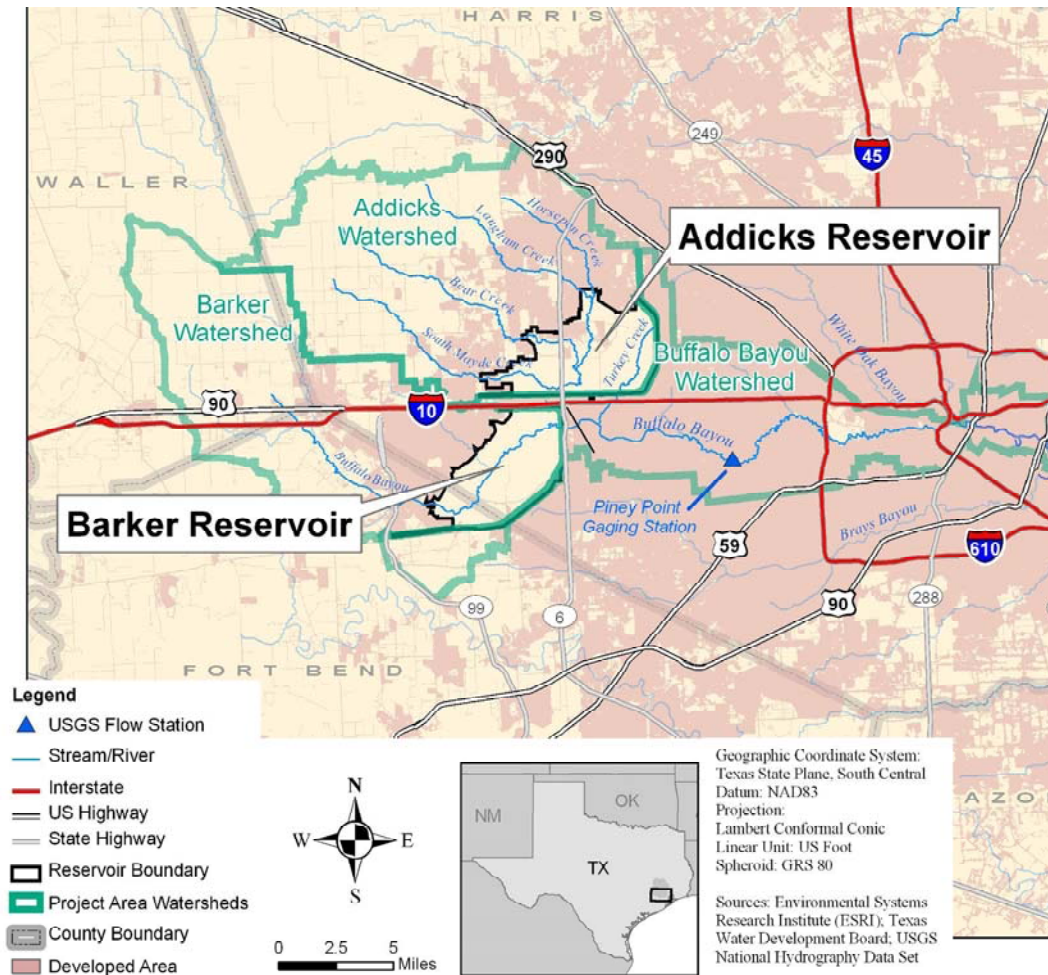 HARRIS
249
45
290
WALLER
Addicks
Watershed
Horsepen Creek
Langham Creek
Addicks Reservoir
Bear Creek
Barker
Watershed
South Mayde Creek
Turkey Creek
Buffalo Bayou
Watershed
White Oak Bayou
90
10
Buffalo Bayou
Buffalo Bayou
Barker Reservoir
Piney Point
Gaging Station
Brays Bayou
59
610
99
6
90
288
FORT BEND
Legend
USGS Flow Station
Stream/River
Interstate
US Highway
State Highway
Reservoir Boundary
Project Area Watersheds
County Boundary
Developed Area
N
W
E
S
0 2.5 5
Miles
NM
OK
TX
Geographic Coordinate System:
Texas State Plane, South Central
Datum: NAD83
Projection:
Lambert Conformal Conic
Linear Unit: US Foot
Spheroid: GRS 80
Sources: Environmental Systems
Research Institute (ESRI); Texas
Water Development Board; USGS
National Hydrography Data Set
AZO